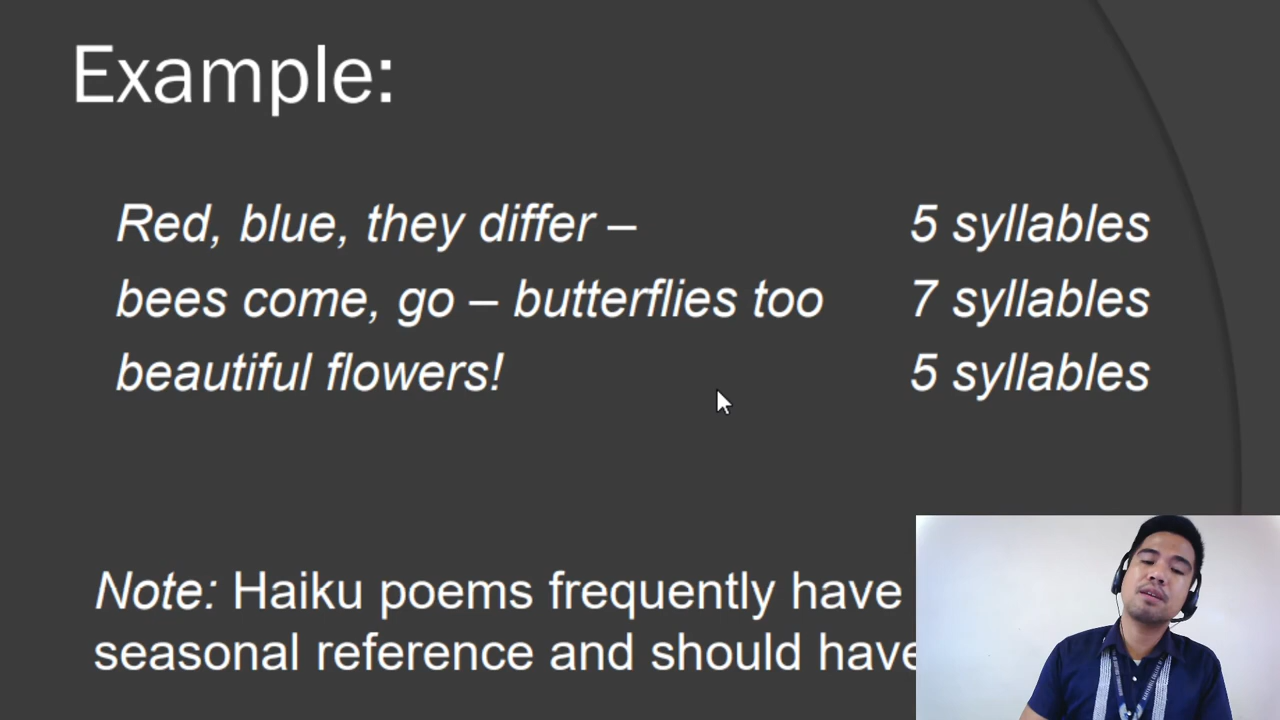 Example:
Red, blue, they differ – 5 syllables
bees come, go – butterflies too 7 syllables
beautiful flowers! 5 syllables
Note: Haiku poems frequently have
seasonal reference and should have